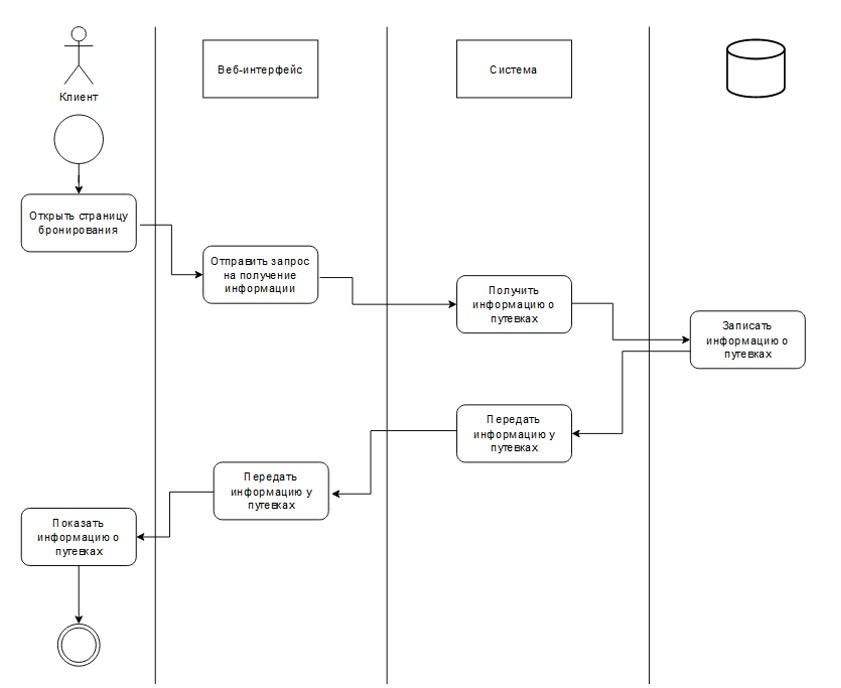 Клиент
Веб-интерфейс
Система
Открыть страницу
бронирования
Отправить запрос
на получение
информации
Получить
информацию о
путевках
Записать
информацию о
путевках
Передать
информацию у
путевках
Передать
информацию у
путевках
Показать
информацию о
путевках